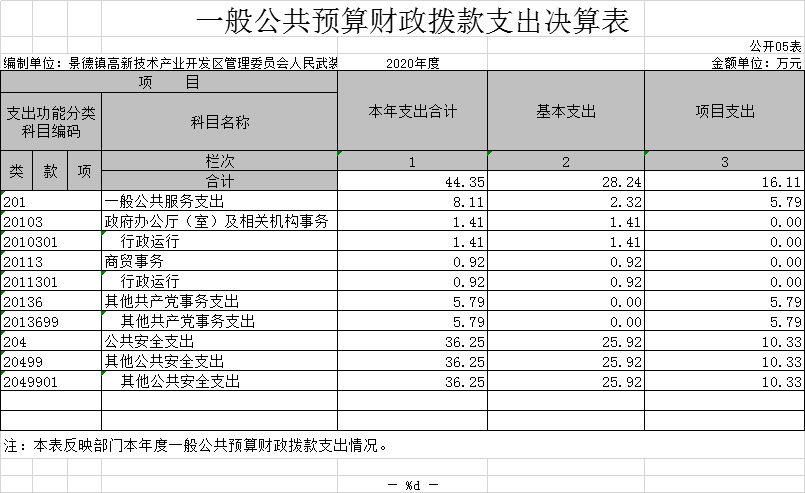 一般公共预算财政拨款支出决算表
公开05表
编制单位：景德镇高新技术产业开发区管理委员会人民武装 2020年度 金额单位：万元
项 目 本年支出合计 基本支出 项目支出
支出功能分类科目编码 科目名称
类 款 项 栏次 1 2 3
合计 44.35 28.24 16.11
201 一般公共服务支出 8.11 2.32 5.79
20103 政府办公厅（室）及相关机构事务 1.41 1.41 0.00
2010301 行政运行 1.41 1.41 0.00
20113 商贸事务 0.92 0.92 0.00
2011301 行政运行 0.92 0.92 0.00
20136 其他共产党事务支出 5.79 0.00 5.79
2013699 其他共产党事务支出 5.79 0.00 5.79
204 公共安全支出 36.25 25.92 10.33
20499 其他公共安全支出 36.25 25.92 10.33
2049901 其他公共安全支出 36.25 25.92 10.33
注：本表反映部门本年度一般公共预算财政拨款支出情况。
— %d —